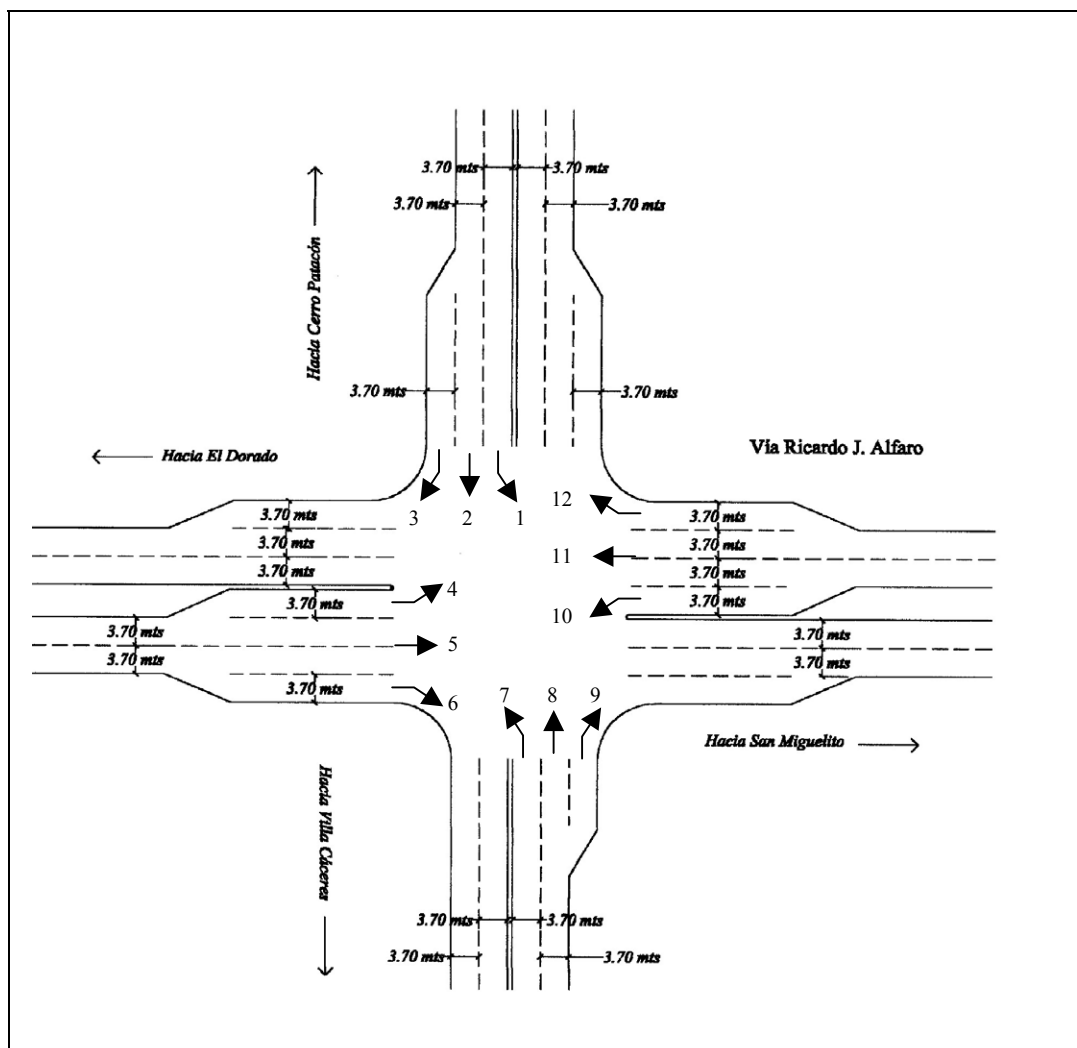 3.70 mts 3.70 mts
3.70 mts 3.70 mts
Hacia Cerro Patacón
3.70 mts 3.70 mts
Hacia El Dorado
Vía Ricardo J. Alfaro
3 2 1 12
3.70 mts 3.70 mts
3.70 mts 11 3.70 mts
3.70 mts 3.70 mts
4
3.70 mts 10 3.70 mts
3.70 mts 5 3.70 mts
3.70 mts 3.70 mts
3.70 mts
6 7 8 9
Hacia San Miguelito
Hacia Villa Cáceres
3.70 mts 3.70 mts
3.70 mts 3.70 mts